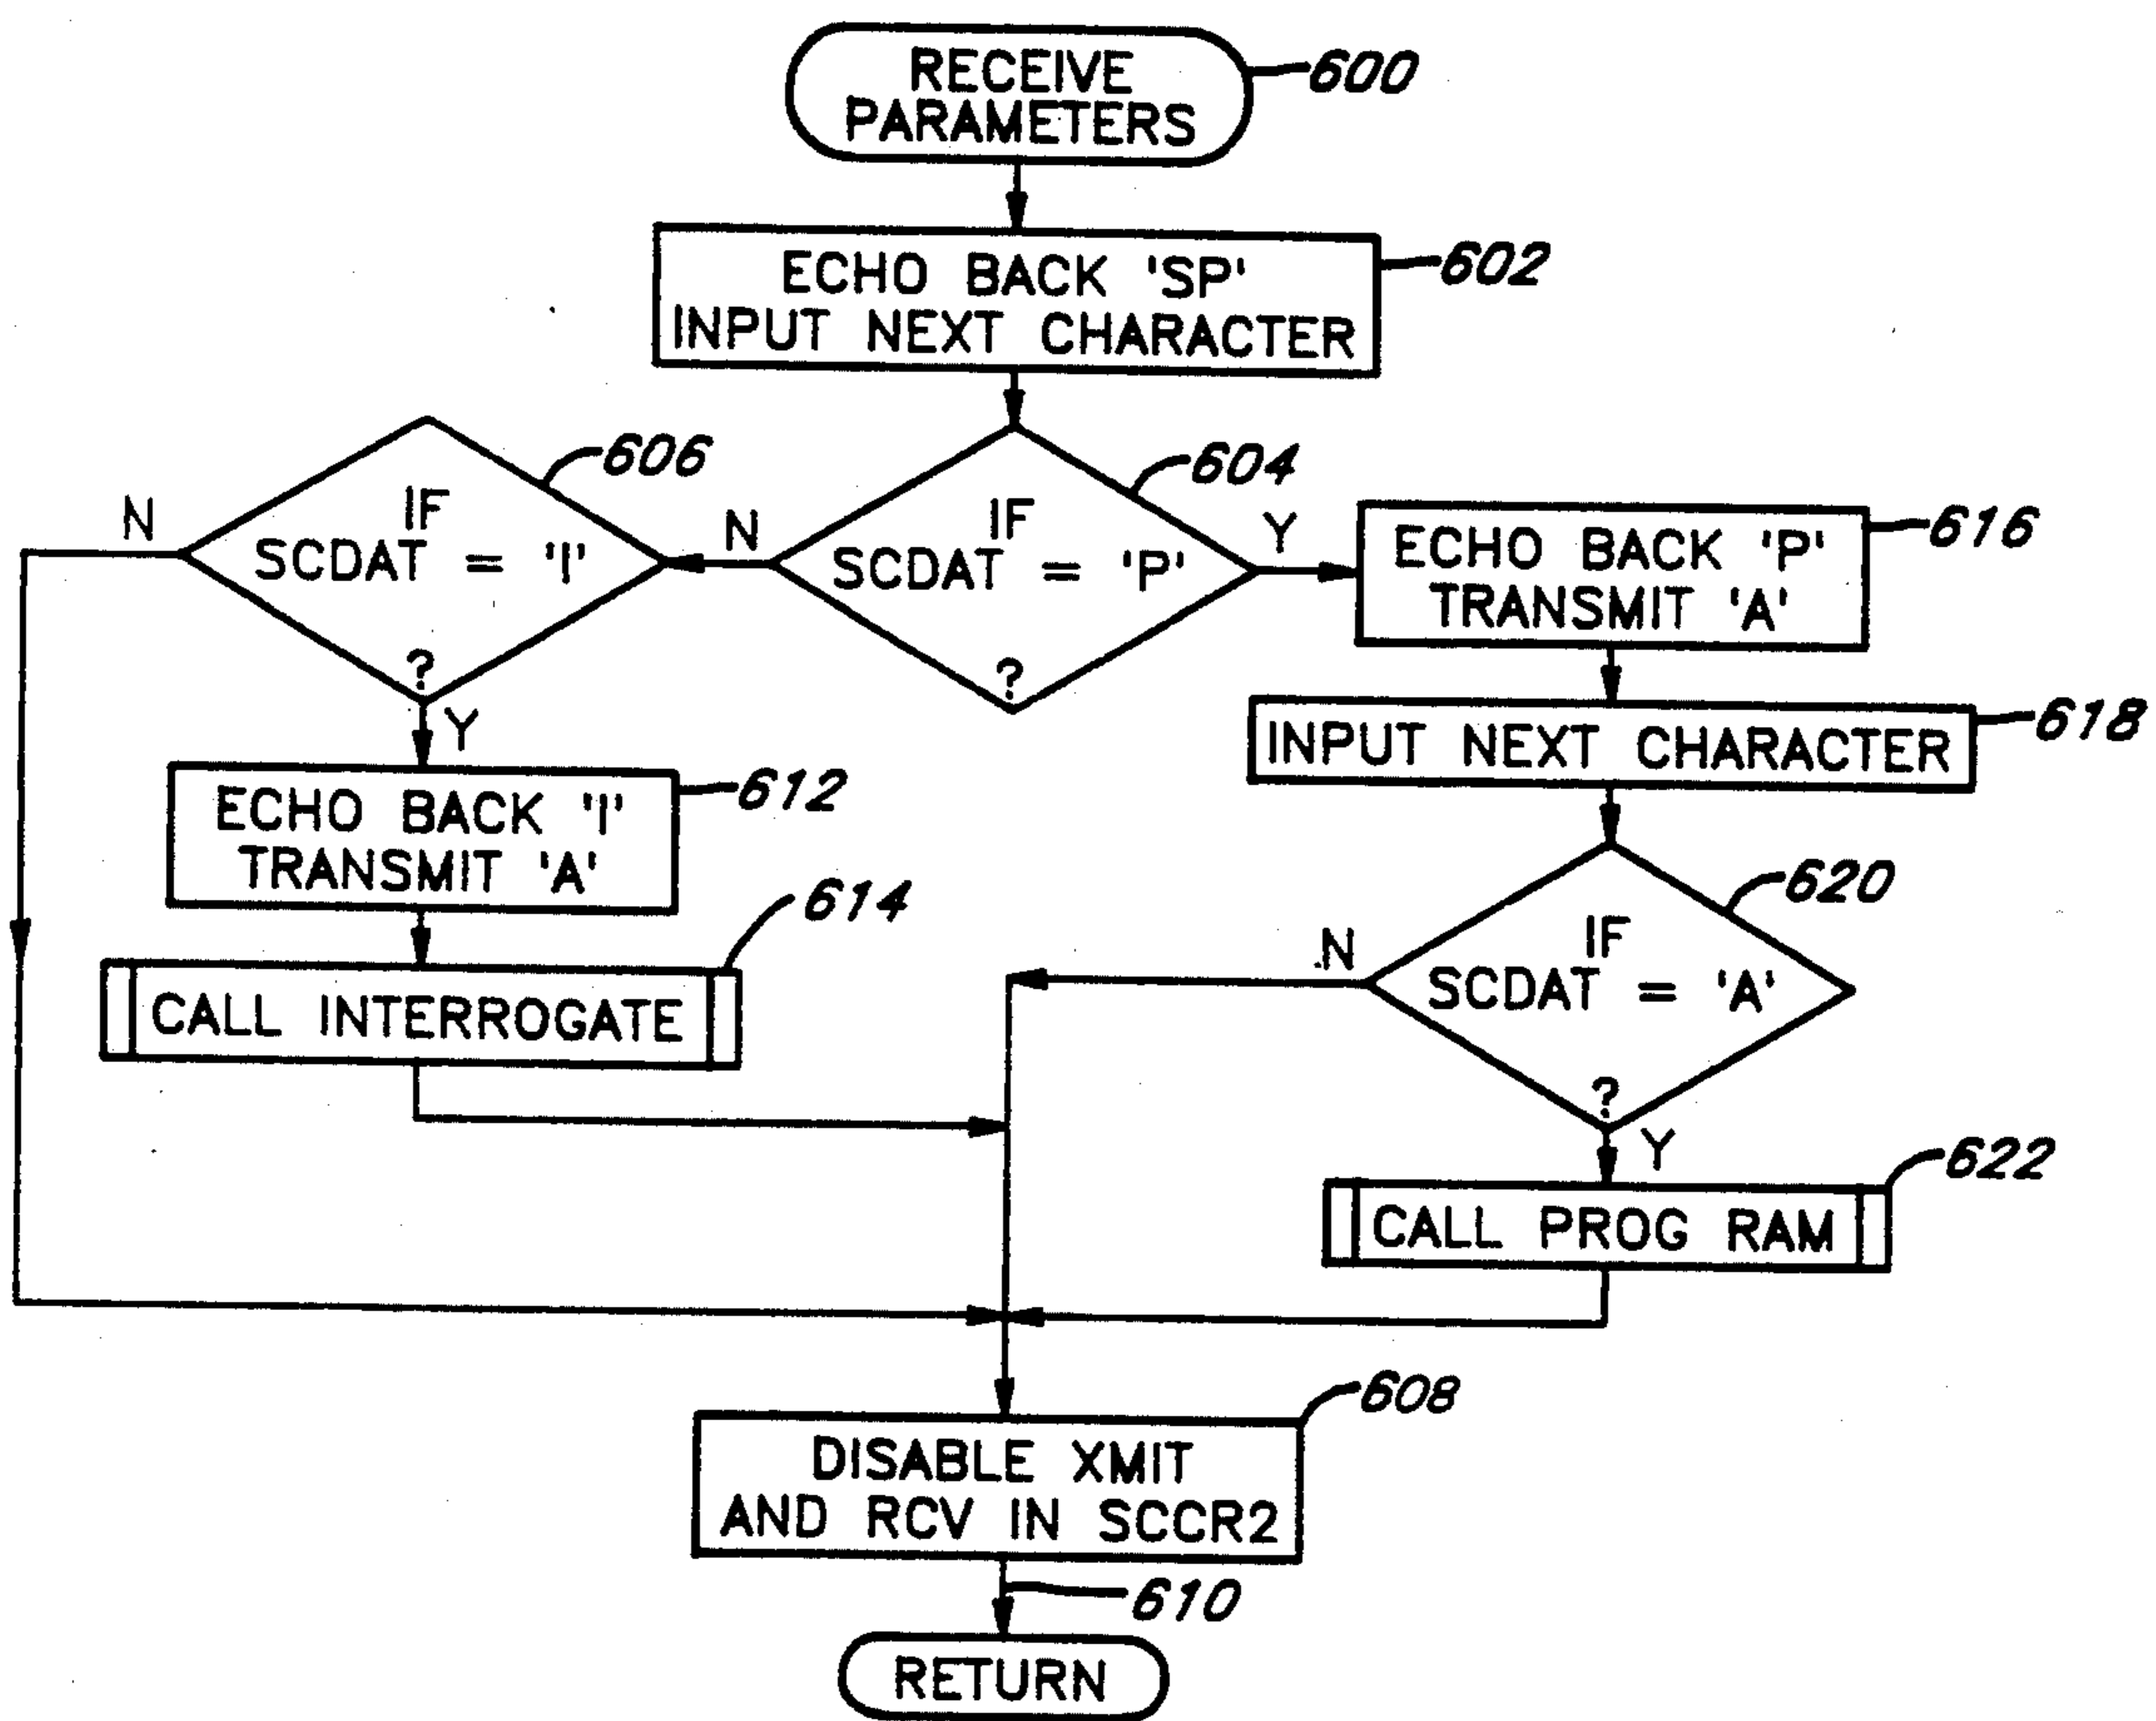 RECEIVE
PARAMETERS
600
ECHO BACK 'SP'
INPUT NEXT CHARACTER
602
606
N
IF
SCDAT = 'I'
?
Y
604
N
IF
SCDAT = 'P'
?
Y
ECHO BACK 'P'
TRANSMIT 'A'
616
INPUT NEXT CHARACTER
618
ECHO BACK 'I'
TRANSMIT 'A'
612
614
CALL INTERROGATE
620
N
IF
SCDAT = 'A'
?
Y
622
CALL PROG RAM
608
DISABLE XMIT
AND RCV IN SCCR2
610
RETURN